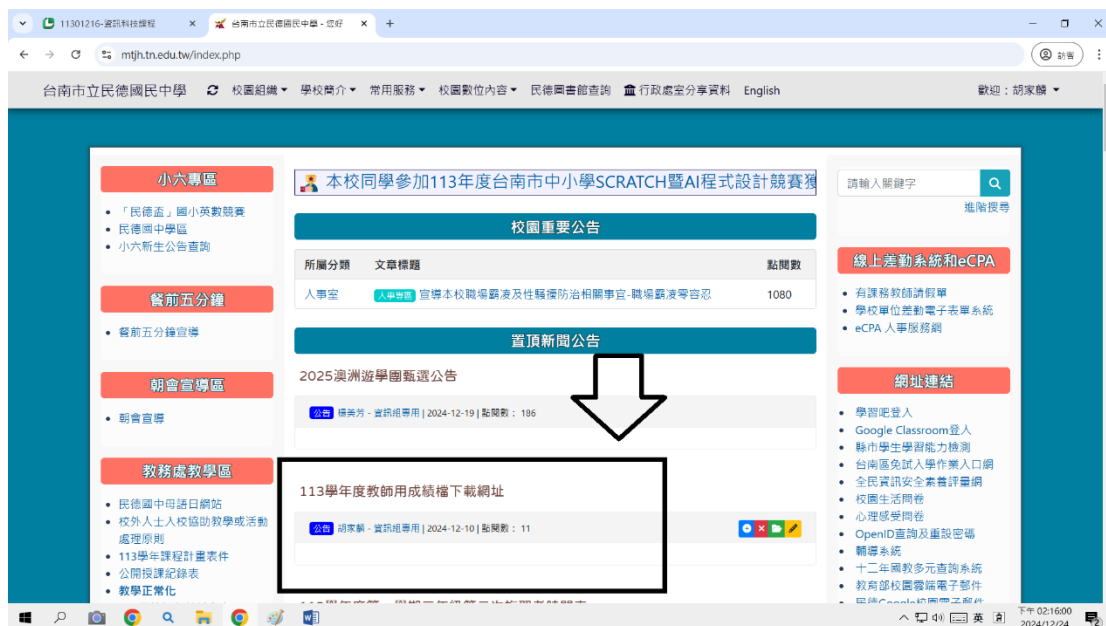 11301216-資訊科技課程
台南市立民德國民中學 - 您好
mtjh.tn.edu.tw/index.php
訪客
台南市立民德國民中學 校園組織 學校簡介 常用服務 校園數位內容 民德圖書館查詢 行政處室分享資料 English 歡迎：胡家麟
小六專區
「民德盃」國小英數競賽
民德國中學區
小六新生公告查詢
餐前五分鐘
餐前五分鐘宣導
朝會宣導區
朝會宣導
教務處教學區
民德國中母語日網站
校外人士入校協助教學或活動
處理原則
113學年課程計畫表件
公開授課紀錄表
教學正常化
本校同學參加113年度台南市中小學SCRATCH暨AI程式設計競賽獲
校園重要公告
所屬分類 文章標題 點閱數
人事室 人事專區 宣導本校職場霸凌及性騷擾防治相關事宜-職場霸凌零容忍 1080
置頂新聞公告
2025澳洲遊學團甄選公告
公告 楊美芳 - 資訊組專用 | 2024-12-19 | 點閱數： 186
113學年度教師用成績檔下載網址
公告 胡家麟 - 資訊組專用 | 2024-12-10 | 點閱數： 11
請輸入關鍵字
進階搜尋
線上差勤系統和eCPA
有課務教師請假單
學校單位差勤電子表單系統
eCPA 人事服務網
網址連結
學習吧登入
Google Classroom登入
縣市學生學習能力檢測
台南區免試入學作業入口網
全民資訊安全素養評量網
校園生活問卷
心理感受問卷
OpenID查詢及重設密碼
輔導系統
十二年國教多元查詢系統
教育部校園雲端電子郵件
民德Google校園電子郵件
英
下午 02:16:00
2024/12/24